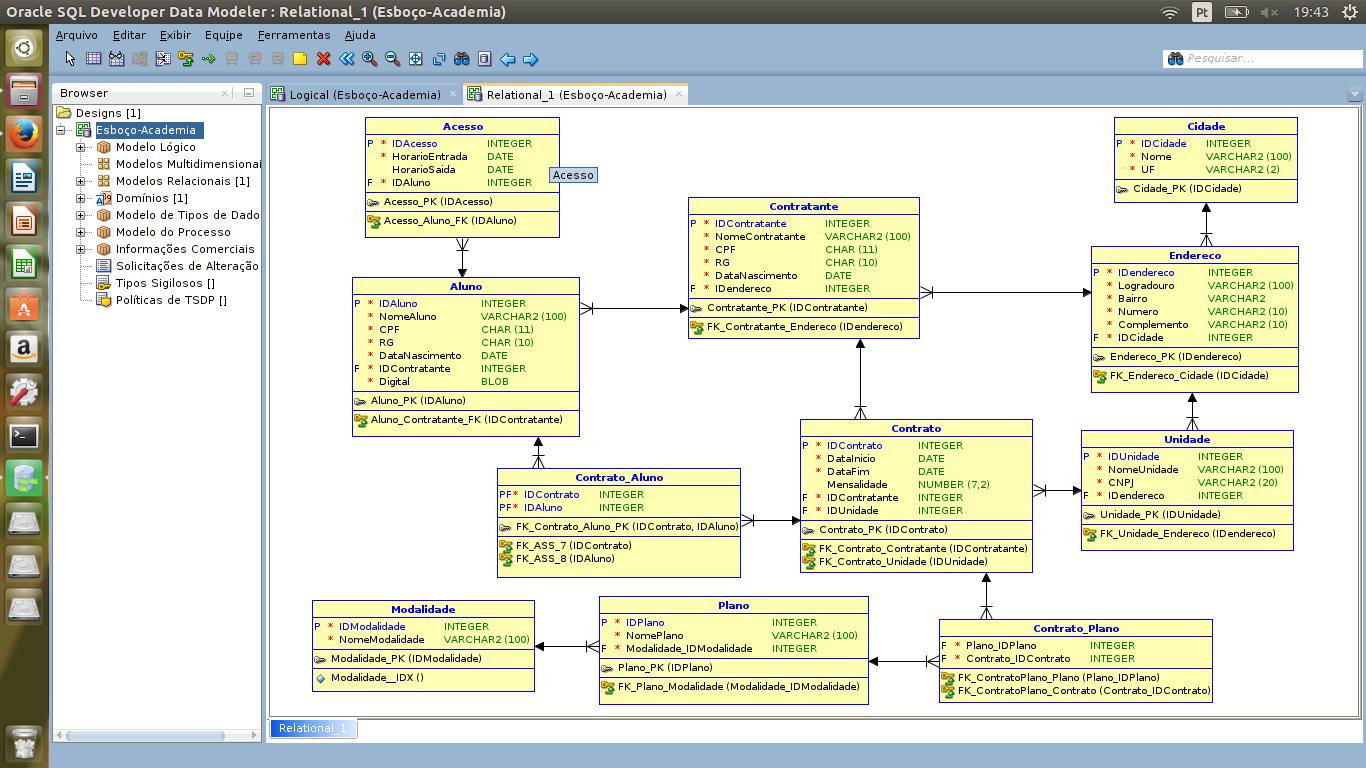 Oracle SQL Developer Data Modeler : Relational_1 (Esboço-Academia)
Pt
19:43
Arquivo Editar Exibir Equipe Ferramentas Ajuda
Pesquisar...
Browser
Designs [1]
Esboço-Academia
Modelo Lógico
Modelos Multidimensionai
Modelos Relacionais [1]
Domínios [1]
Modelo de Tipos de Dado
Modelo do Processo
Informações Comerciais
Solicitações de Alteração
Tipos Sigilosos []
Políticas de TSDP []
Logical (Esboço-Academia)
Relational_1 (Esboço-Academia)
Acesso
P * IDAcesso INTEGER
* HorarioEntrada DATE
HorarioSaida DATE
F * IDAluno INTEGER
Acesso_PK (IDAcesso)
Acesso_Aluno_FK (IDAluno)
Acesso
Cidade
P * IDCidade INTEGER
* Nome VARCHAR2 (100)
* UF VARCHAR2 (2)
Cidade_PK (IDCidade)
Contratante
P * IDContratante INTEGER
* NomeContratante VARCHAR2 (100)
* CPF CHAR (11)
* RG CHAR (10)
* DataNascimento DATE
F * IDendereco INTEGER
Contratante_PK (IDContratante)
FK_Contratante_Endereco (IDendereco)
Endereco
P * IDendereco INTEGER
* Logradouro VARCHAR2 (100)
* Bairro VARCHAR2
* Numero VARCHAR2 (10)
* Complemento VARCHAR2 (10)
F * IDCidade INTEGER
Endereco_PK (IDendereco)
FK_Endereco_Cidade (IDCidade)
Aluno
P * IDAluno INTEGER
* NomeAluno VARCHAR2 (100)
* CPF CHAR (11)
* RG CHAR (10)
* DataNascimento DATE
F * IDContratante INTEGER
* Digital BLOB
Aluno_PK (IDAluno)
Aluno_Contratante_FK (IDContratante)
Contrato
P * IDContrato INTEGER
* DataInicio DATE
* DataFim DATE
Mensalidade NUMBER (7,2)
F * IDContratante INTEGER
F * IDUnidade INTEGER
Contrato_PK (IDContrato)
FK_Contrato_Contratante (IDContratante)
FK_Contrato_Unidade (IDUnidade)
Unidade
P * IDUnidade INTEGER
* NomeUnidade VARCHAR2 (100)
* CNPJ VARCHAR2 (20)
F * IDendereco INTEGER
Unidade_PK (IDUnidade)
FK_Unidade_Endereco (IDendereco)
Contrato_Aluno
PF* IDContrato INTEGER
PF* IDAluno INTEGER
FK_Contrato_Aluno_PK (IDContrato, IDAluno)
FK_ASS_7 (IDContrato)
FK_ASS_8 (IDAluno)
Modalidade
P * IDModalidade INTEGER
* NomeModalidade VARCHAR2 (100)
Modalidade_PK (IDModalidade)
Modalidade__IDX ()
Plano
P * IDPlano INTEGER
* NomePlano VARCHAR2 (100)
F * Modalidade_IDModalidade INTEGER
Plano_PK (IDPlano)
FK_Plano_Modalidade (Modalidade_IDModalidade)
Contrato_Plano
F * Plano_IDPlano INTEGER
F * Contrato_IDContrato INTEGER
FK_ContratoPlano_Plano (Plano_IDPlano)
FK_ContratoPlano_Contrato (Contrato_IDContrato)
Relational_1